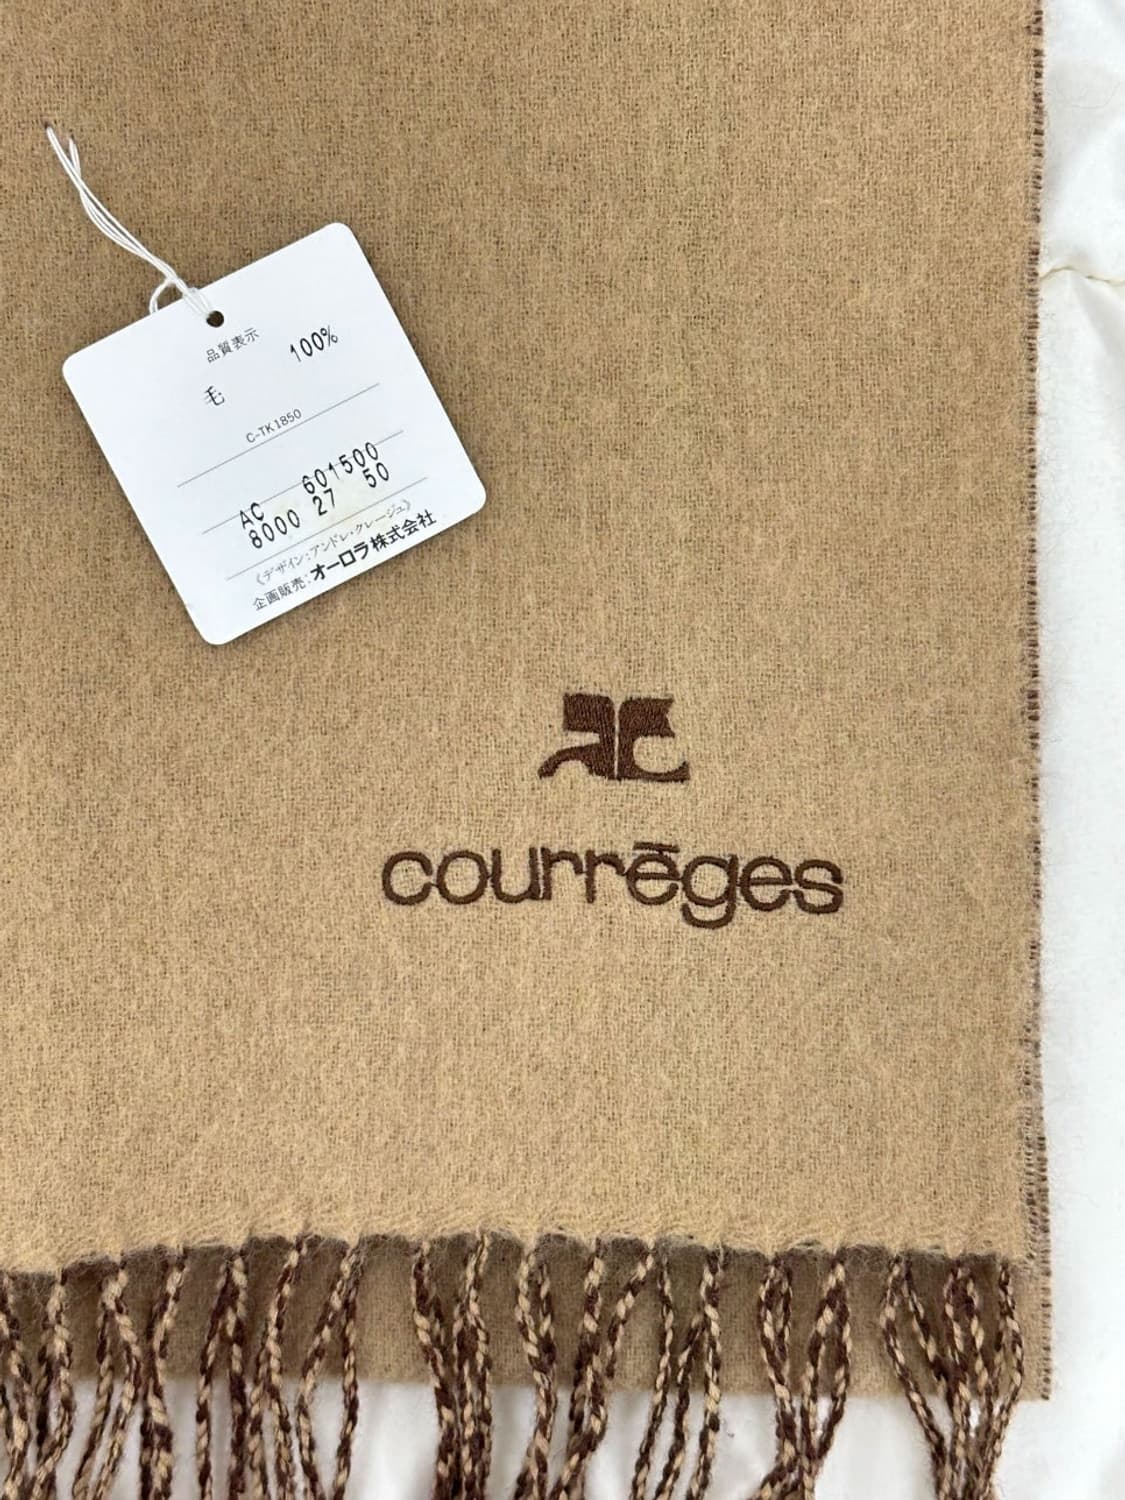 品質表示
毛 100%
C-TK1850
AC 601500
8000 27 50
《デザイン:アンドレ・クレージュ》
企画販売:オーロラ株式会社
AC
courrēges